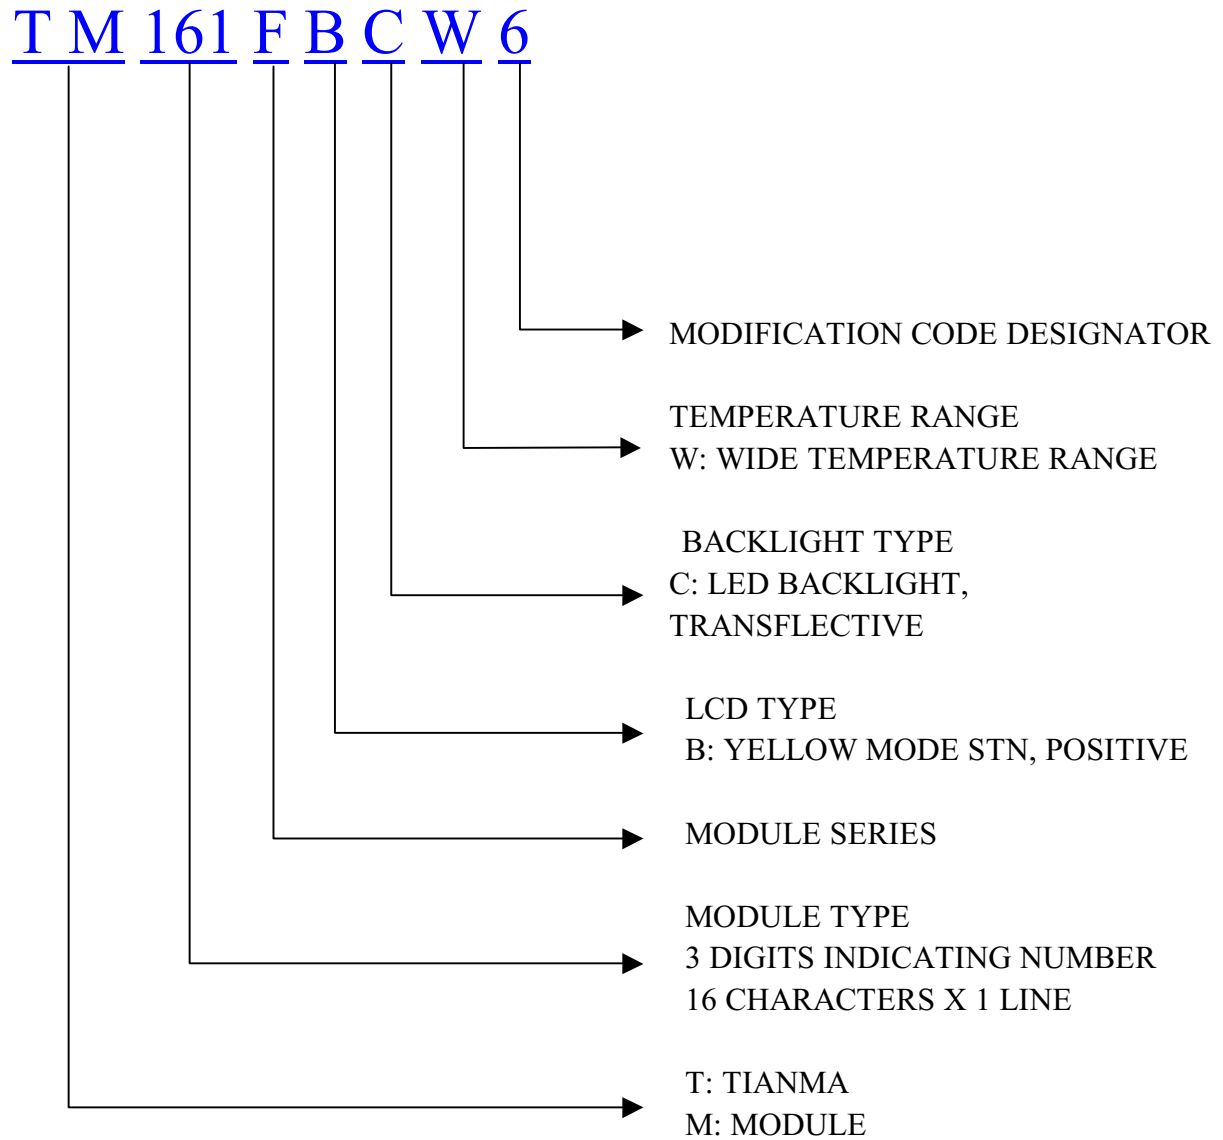 T M 161 F B C W 6
MODIFICATION CODE DESIGNATOR
TEMPERATURE RANGE
W: WIDE TEMPERATURE RANGE
BACKLIGHT TYPE
C: LED BACKLIGHT,
TRANSFLECTIVE
LCD TYPE
B: YELLOW MODE STN, POSITIVE
MODULE SERIES
MODULE TYPE
3 DIGITS INDICATING NUMBER
16 CHARACTERS X 1 LINE
T: TIANMA
M: MODULE